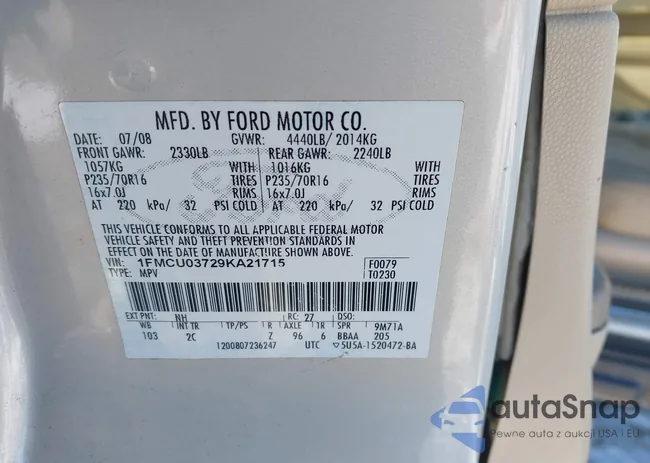 MFD. BY FORD MOTOR CO.
DATE: 07/08 GVWR: 4440LB/ 2014KG
FRONT GAWR: 2330LB REAR GAWR: 2240LB
1057KG WITH 1016KG WITH
P235/70R16 TIRES P235/70R16 TIRES
16x7.0J RIMS 16x7.0J RIMS
AT 220 kPa/ 32 PSI COLD AT 220 kPa/ 32 PSI COLD
THIS VEHICLE CONFORMS TO ALL APPLICABLE FEDERAL MOTOR
VEHICLE SAFETY AND THEFT PREVENTION STANDARDS IN
EFFECT ON THE DATE OF MANUFACTURE SHOWN ABOVE.
VIN: 1FMCU03729KA21715 F0079
TYPE: MPV T0230
EXT PNT: NH RC: 27 DSO:
WB INT TR TP/PS R AXLE TR SPR 9M71A
103 2C Z 96 6 BBAA 205
1200807236247 UTC ▽5U5A-1520472-BA
autaSnap
Pewne auta z aukcji USA i EU